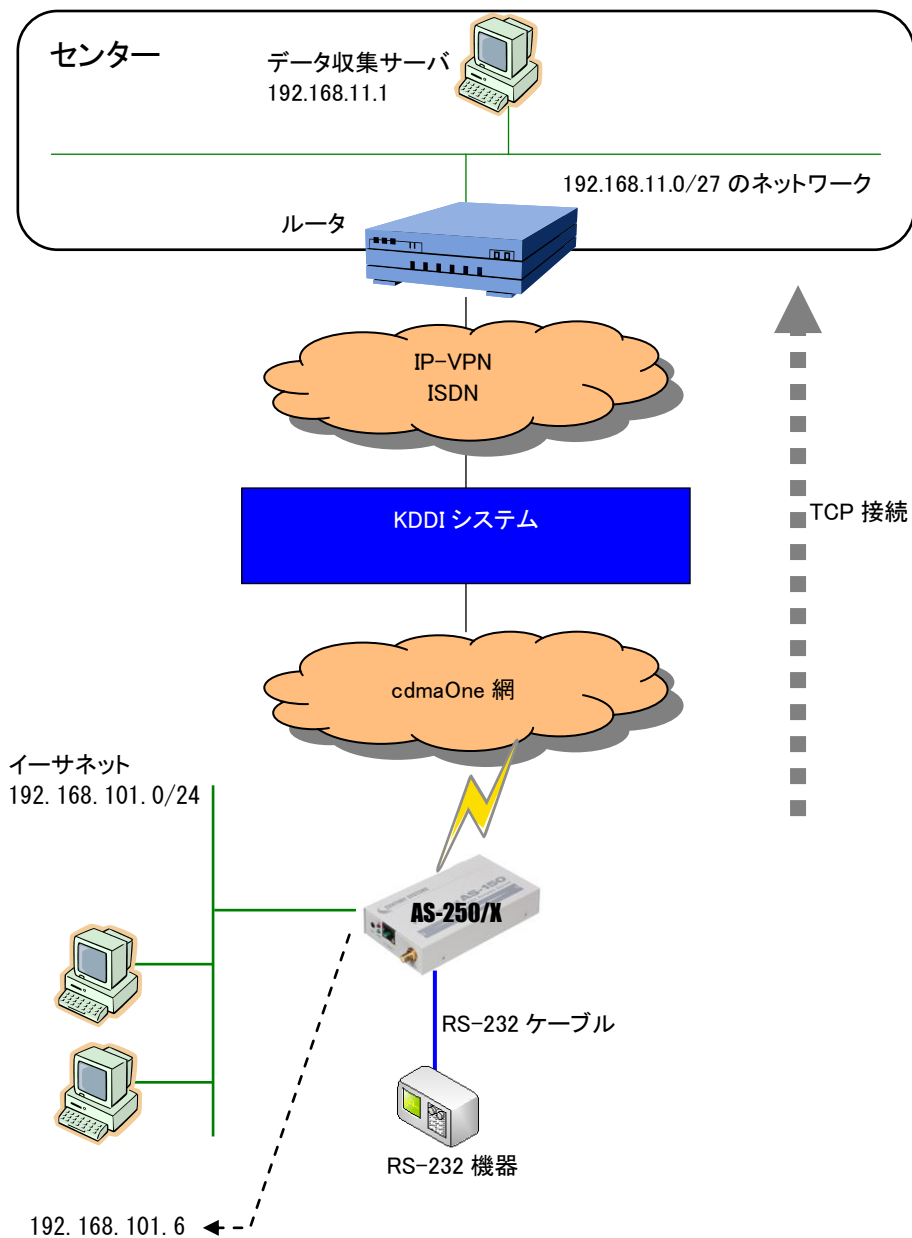 センター
データ収集サーバ
192.168.11.1
192.168.11.0/27 のネットワーク
ルータ
IP-VPN
ISDN
KDDI システム
TCP 接続
cdmaOne 網
イーサネット
192.168.101.0/24
AS-150
AS-250/X
RS-232 ケーブル
RS-232 機器
192.168.101.6